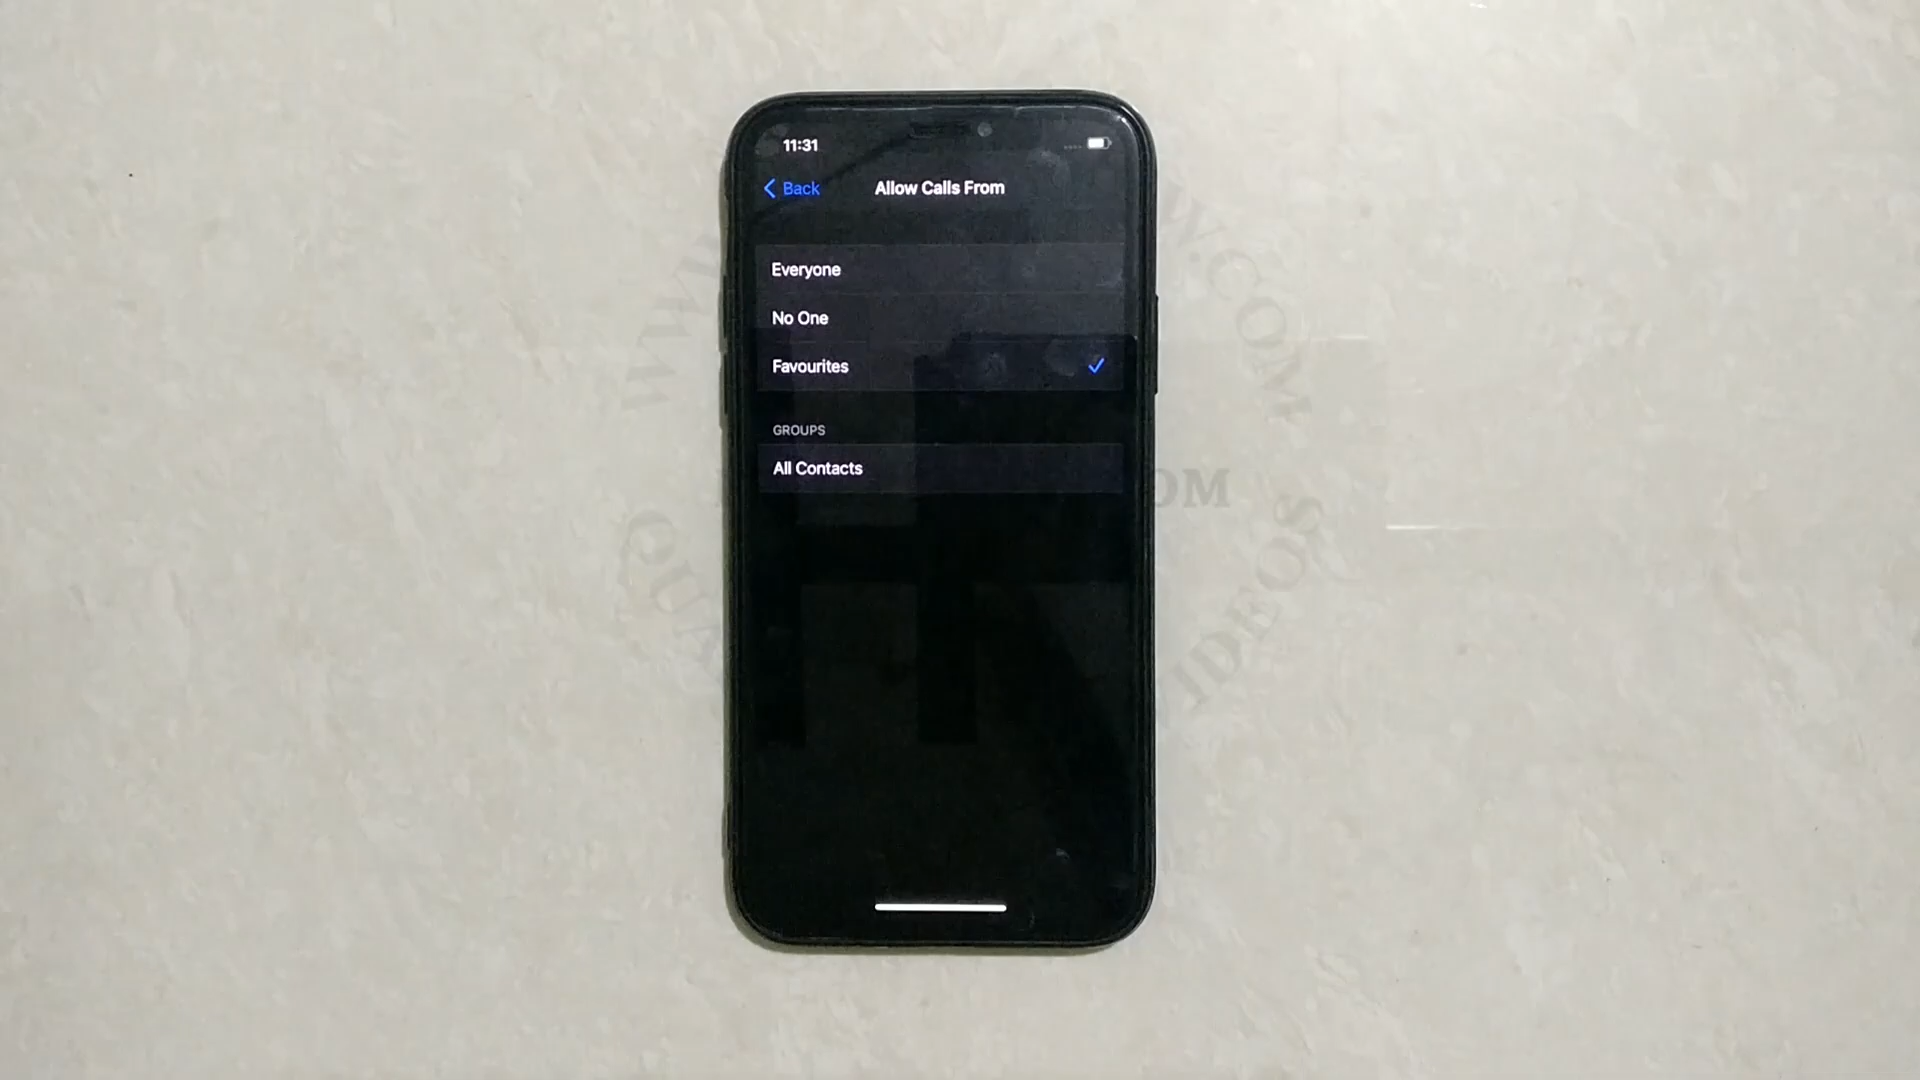 11:31
Back
Allow Calls From
Everyone
No One
Favourites
GROUPS
All Contacts